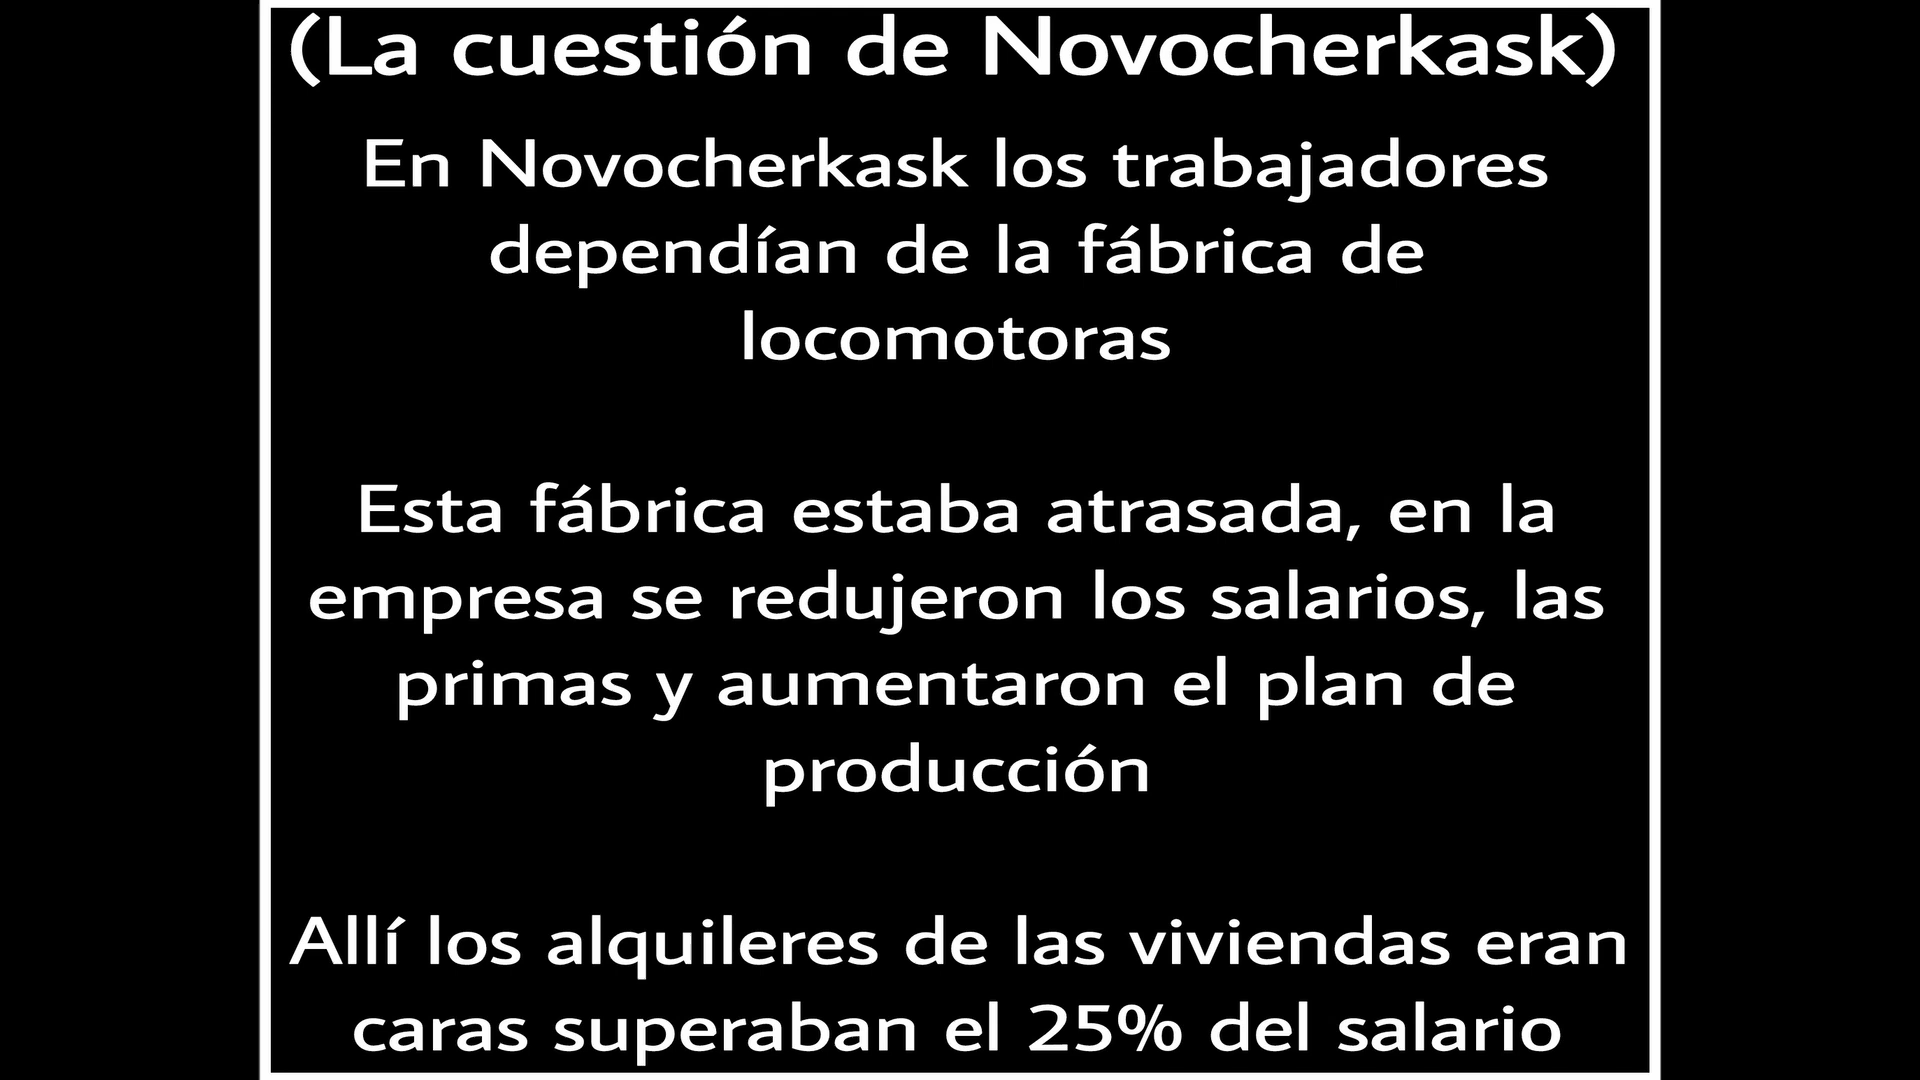 (La cuestión de Novocherkask)
En Novocherkask los trabajadores
dependían de la fábrica de
locomotoras
Esta fábrica estaba atrasada, en la
empresa se redujeron los salarios, las
primas y aumentaron el plan de
producción
Allí los alquileres de las viviendas eran
caras superaban el 25% del salario